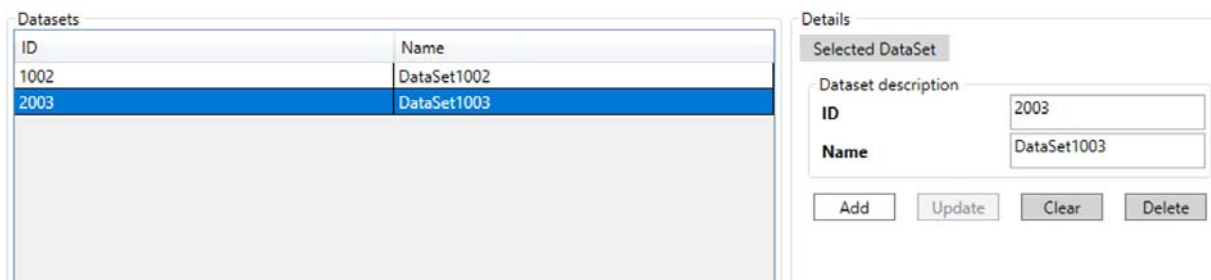 Datasets
ID Name
1002 DataSet1002
2003 DataSet1003
Details
Selected DataSet
Dataset description
ID 2003
Name DataSet1003
Add Update Clear Delete